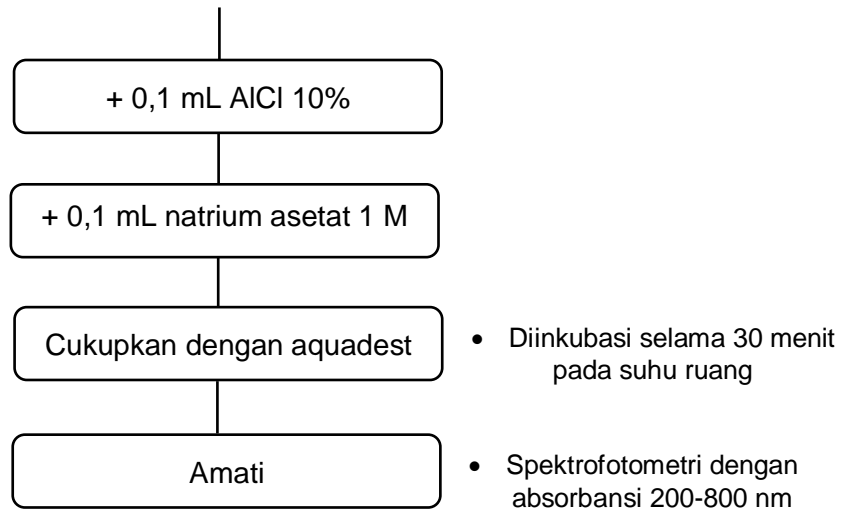 + 0,1 mL AlCl 10%
+ 0,1 mL natrium asetat 1 M
Cukupkan dengan aquadest
• Diinkubasi selama 30 menit
pada suhu ruang
Amati
• Spektrofotometri dengan
absorbansi 200-800 nm